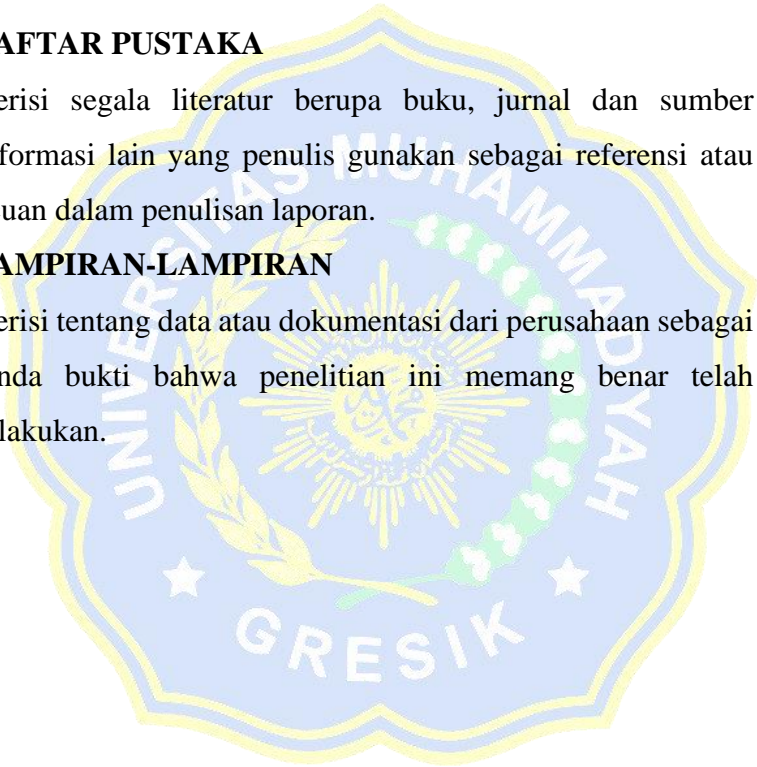 AFTAR PUSTAKA
erisi segala literatur berupa buku, jurnal dan sumber
formasi lain yang penulis gunakan sebagai referensi atau
uan dalam penulisan laporan.
AMPIRAN-LAMPIRAN
erisi tentang data atau dokumentasi dari perusahaan sebagai
nda bukti bahwa penelitian ini memang benar telah
lakukan.
UNIVERSITAS MUHAMMADIYAH
GRESIK